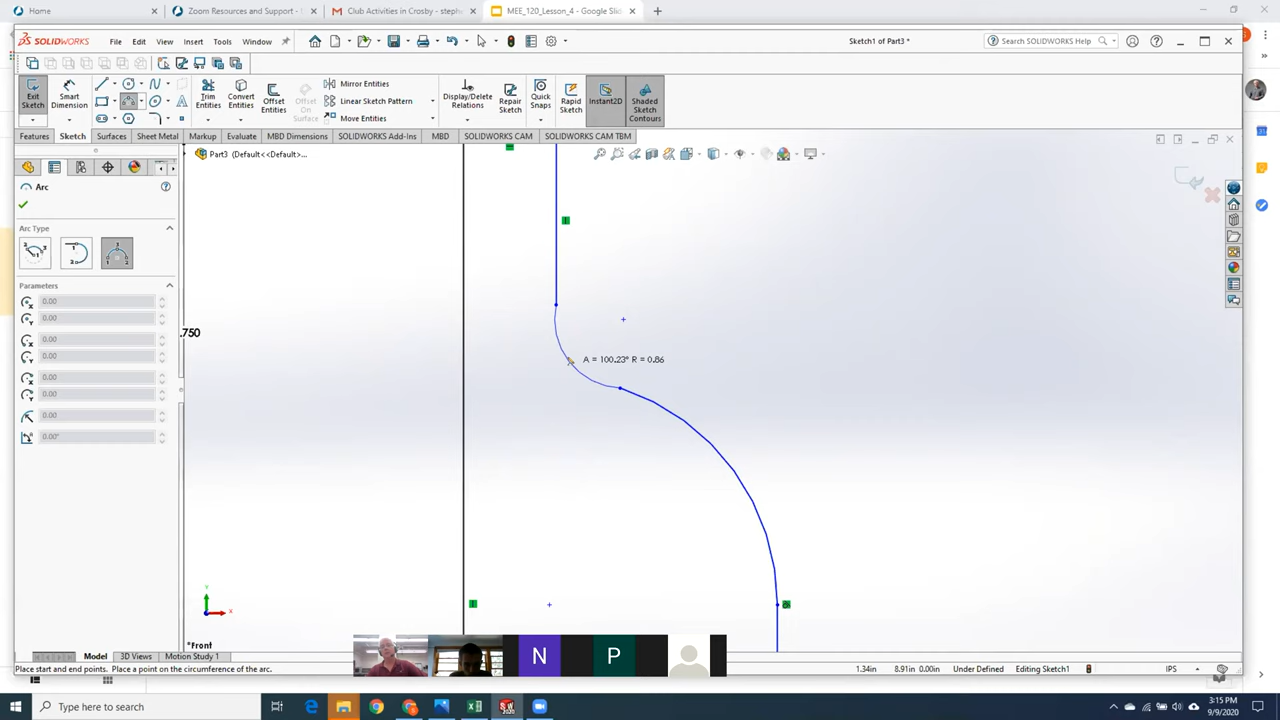 Home
Zoom Resources and Support -
Club Activities in Crosby - steph
MEE_120_Lesson_4 - Google Slid
SOLIDWORKS
File Edit View Insert Tools Window
Sketch1 of Part3 *
Search SOLIDWORKS Help
Exit Sketch
Smart Dimension
Trim Entities
Convert Entities
Offset Entities
Offset On Surface
Mirror Entities
Linear Sketch Pattern
Move Entities
Display/Delete Relations
Repair Sketch
Quick Snaps
Rapid Sketch
Instant2D
Shaded Sketch Contours
Features Sketch Surfaces Sheet Metal Markup Evaluate MBD Dimensions SOLIDWORKS Add-Ins MBD SOLIDWORKS CAM SOLIDWORKS CAM TBM
Part3 (Default<<Default>...
Arc
Arc Type
Parameters
0.00
0.00
0.00
0.00
0.00
0.00
0.00
0.00°
.750
A = 100.23° R = 0.86
Y
X
*Front
N
P
Model 3D Views Motion Study 1
Place start and end points. Place a point on the circumference of the arc.
1.34in 8.91in 0.00in Under Defined Editing Sketch1 IPS
Type here to search
3:15 PM
9/9/2020